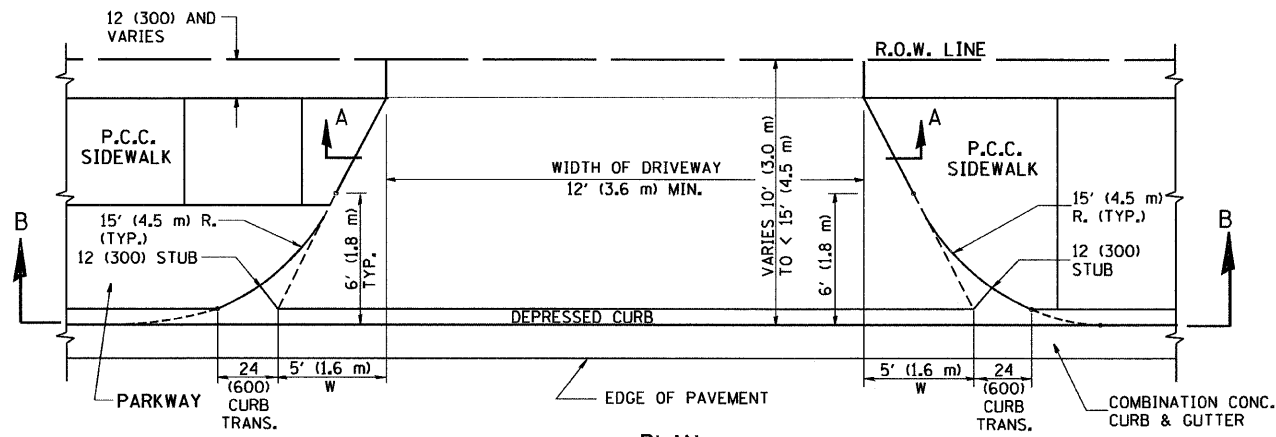 12 (300) AND
VARIES
R.O.W. LINE
A
A
P.C.C.
SIDEWALK
P.C.C.
SIDEWALK
WIDTH OF DRIVEWAY
12' (3.6 m) MIN.
VARIES 10' (3.0 m)
TO < 15' (4.5 m)
15' (4.5 m) R.
(TYP.)
15' (4.5 m)
R. (TYP.)
B
B
12 (300) STUB
12 (300)
STUB
6' (1.8 m)
TYP.
6' (1.8 m)
DEPRESSED CURB
24
(600)
CURB
TRANS.
5' (1.6 m)
W
5' (1.6 m)
W
24
(600)
CURB
TRANS.
PARKWAY
EDGE OF PAVEMENT
COMBINATION CONC.
CURB & GUTTER